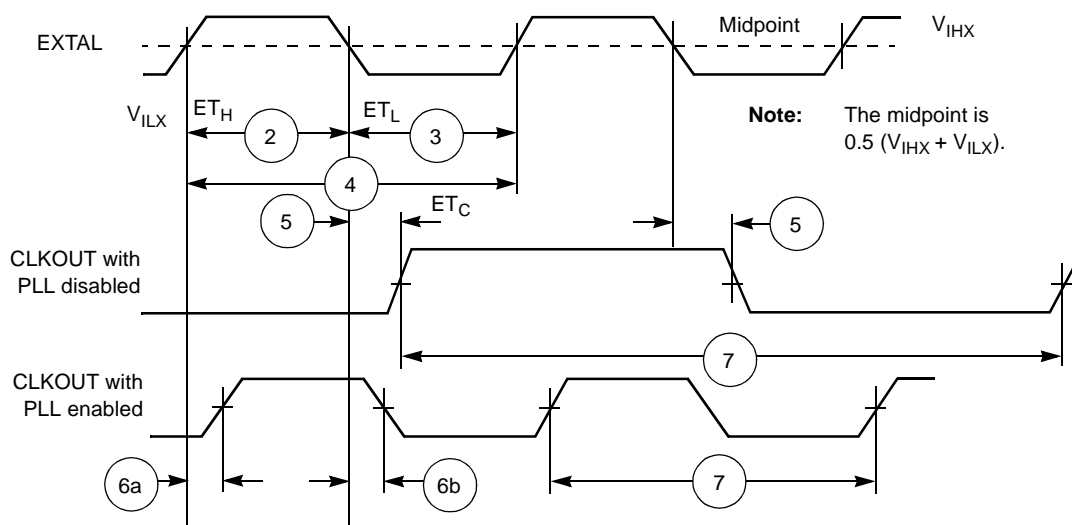 EXTAL
Midpoint
V_IHX
V_ILX
ET_H
ET_L
Note: The midpoint is
0.5 (V_IHX + V_ILX).
2
3
4
ET_C
5
5
CLKOUT with
PLL disabled
7
CLKOUT with
PLL enabled
6a
6b
7